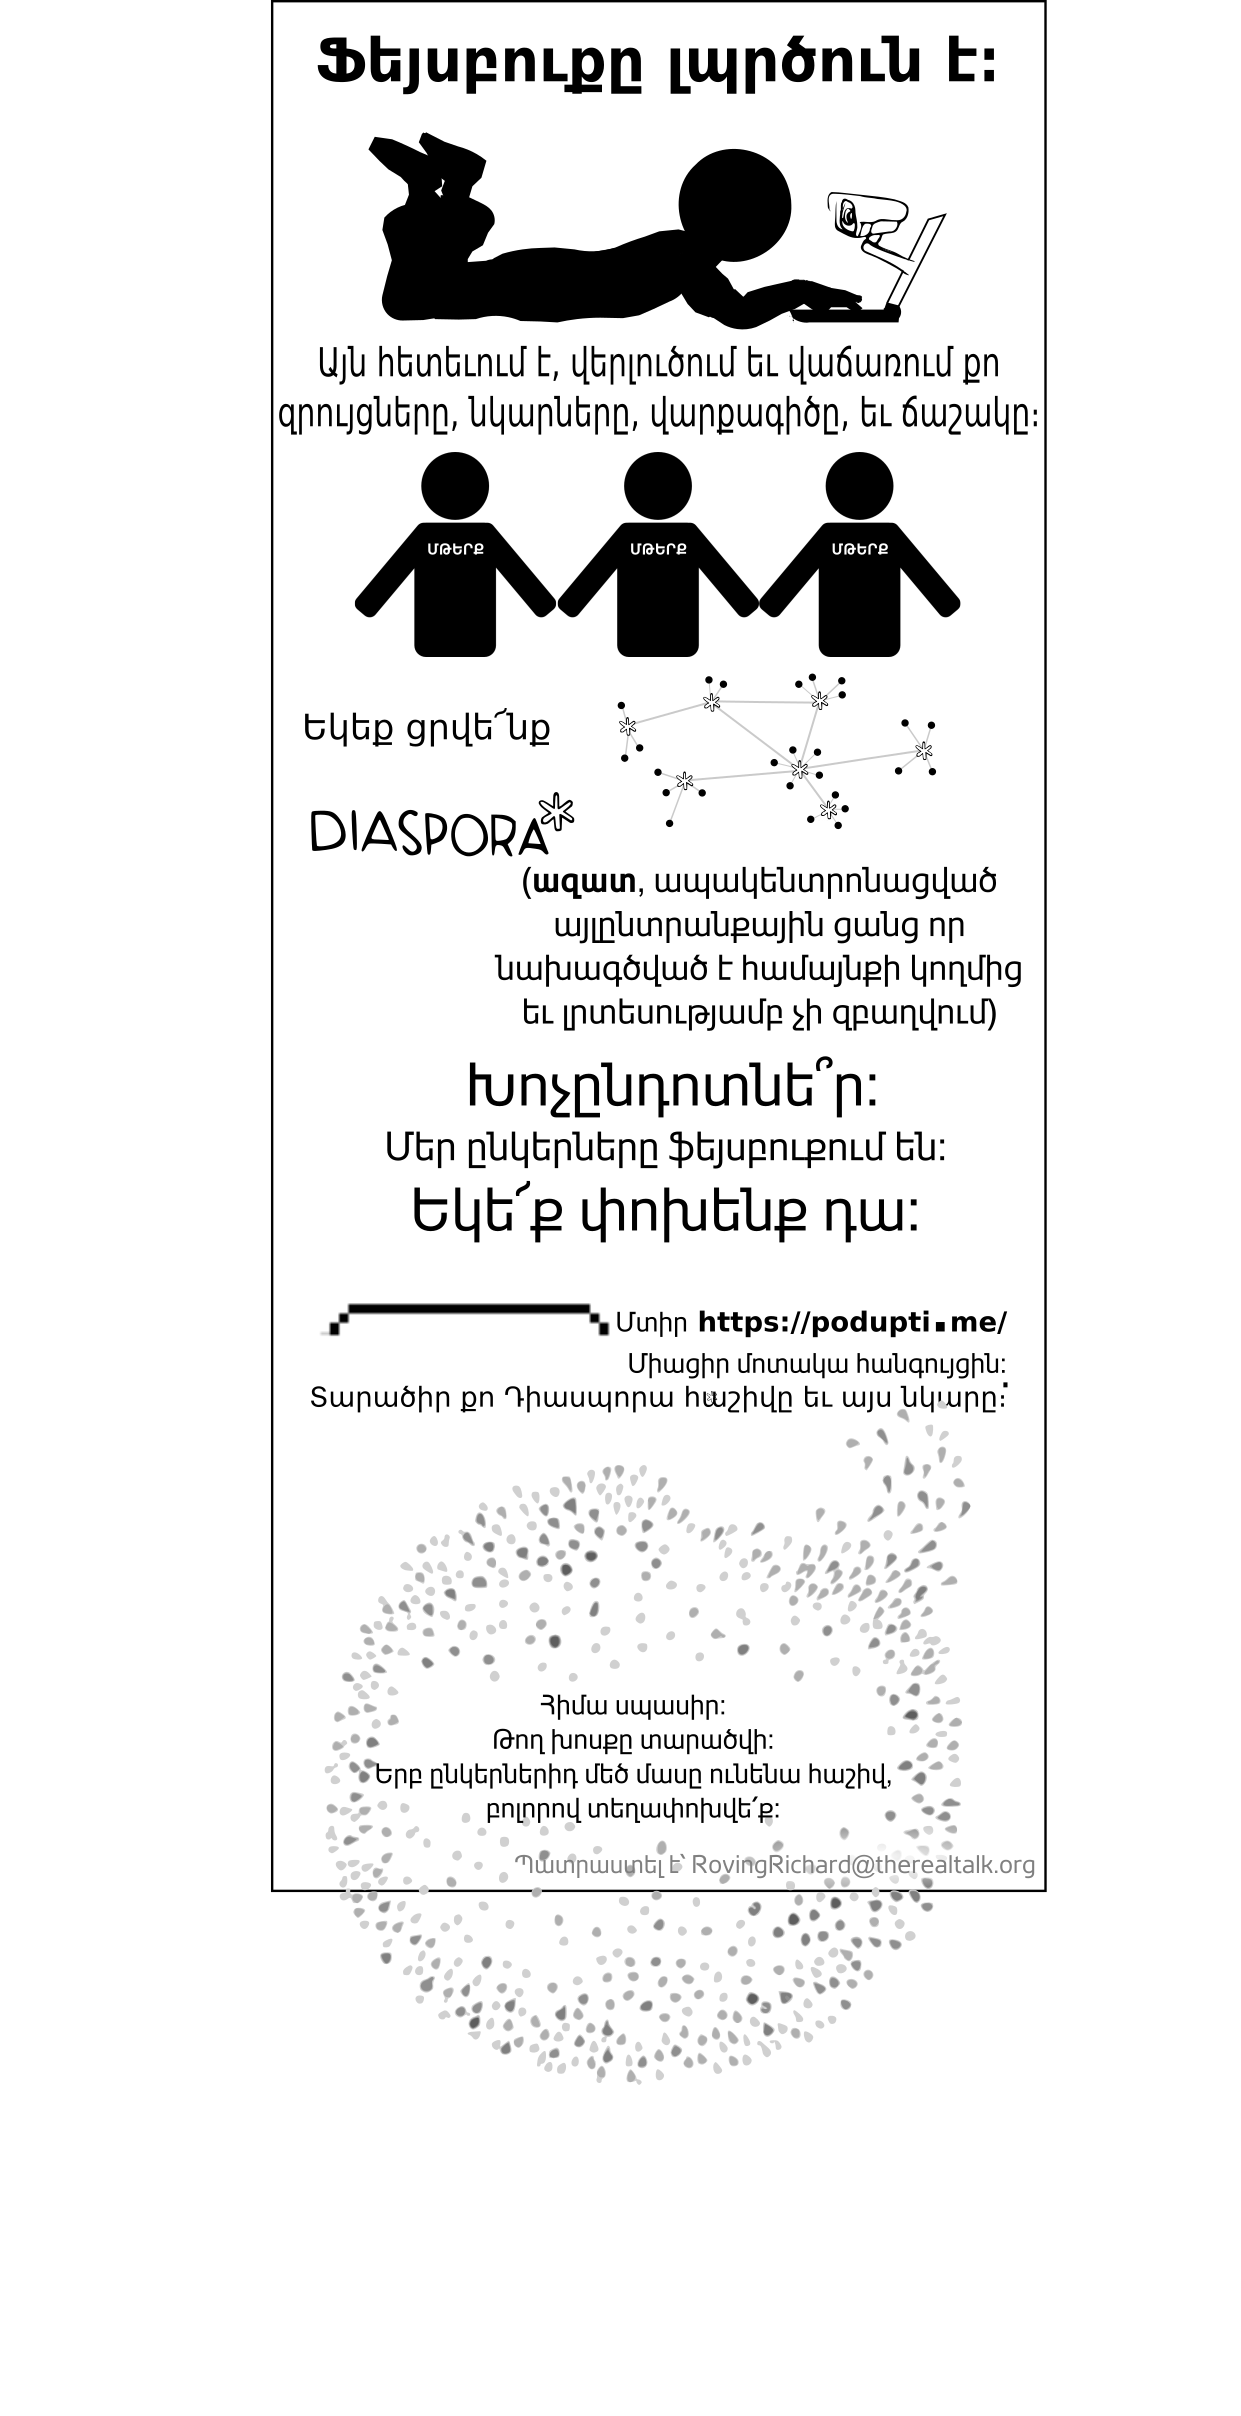 Ֆեյսբուքը լպրծուն է:
Այն հետեւում է, վերլուծում եւ վաճառում քո
զրույցները, նկարները, վարքագիծը, եւ ճաշակը։
ՄԹԵՐՔ ՄԹԵՐՔ ՄԹԵՐՔ
Եկեք ցրվե՜նք
DIASPORA*
(ազատ, ապակենտրոնացված
այլընտրանքային ցանց որ
նախագծված է համայնքի կողմից
եւ լրտեսությամբ չի զբաղվում)
Խոչընդոտնե՞ր:
Մեր ընկերները ֆեյսբուքում են:
Եկե՜ք փոխենք դա:
Մտիր https://podupti.me/
Միացիր մոտակա հանգույցին:
Տարածիր քո Դիասպորա հաշիվը եւ այս նկարը:
Հիմա սպասիր:
Թող խոսքը տարածվի:
Երբ ընկերներիդ մեծ մասը ունենա հաշիվ,
բոլորով տեղափոխվե՛ք:
Պատրաստել է՝ RovingRichard@therealtalk.org